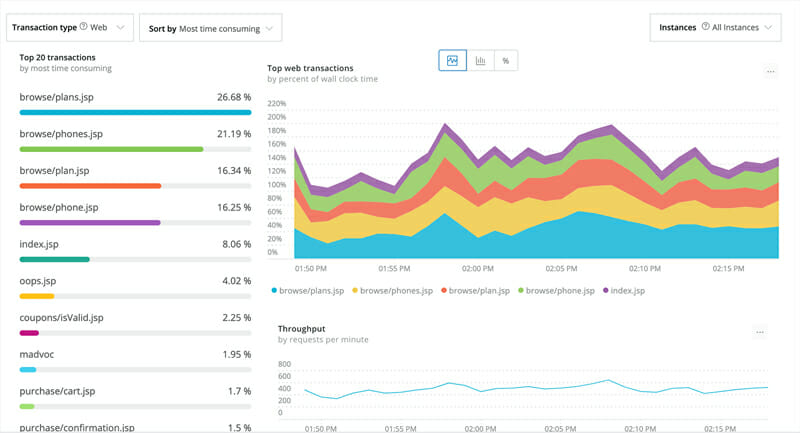 Transaction type ? Web
Sort by Most time consuming
Instances ? All Instances
Top 20 transactions
by most time consuming
browse/plans.jsp 26.68 %
browse/phones.jsp 21.19 %
browse/plan.jsp 16.34 %
browse/phone.jsp 16.25 %
index.jsp 8.06 %
oops.jsp 4.02 %
coupons/isValid.jsp 2.25 %
madvoc 1.95 %
purchase/cart.jsp 1.7 %
purchase/confirmation.jsp 1.5 %
%
Top web transactions
by percent of wall clock time
...
220%
180%
160%
140%
120%
100%
80%
60%
40%
20%
0%
01:50 PM 01:55 PM 02:00 PM 02:05 PM 02:10 PM 02:15 PM
browse/plans.jsp browse/phones.jsp browse/plan.jsp browse/phone.jsp index.jsp
Throughput
by requests per minute
...
800
600
400
200
0
01:50 PM 01:55 PM 02:00 PM 02:05 PM 02:10 PM 02:15 PM